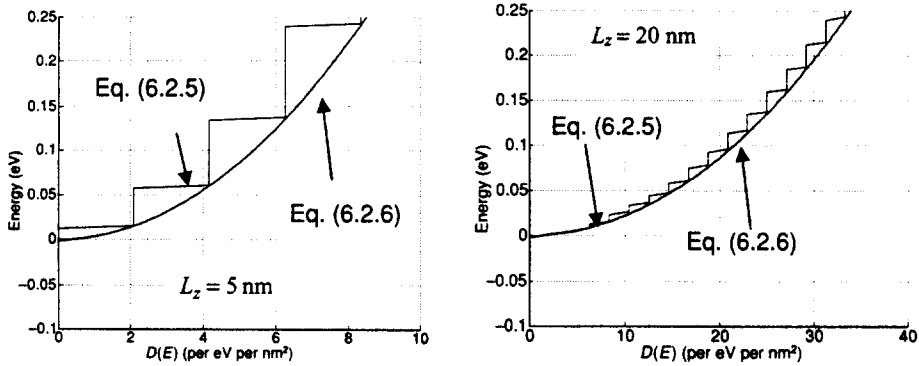 0.25
0.2
0.15
0.1
0.05
0
−0.05
−0.1
Energy (eV)
Eq. (6.2.5)
Eq. (6.2.6)
L_z = 5 nm
0 2 4 6 8 10
D(E) (per eV per nm²)
0.25
0.2
0.15
0.1
0.05
0
−0.05
−0.1
Energy (eV)
L_z = 20 nm
Eq. (6.2.5)
Eq. (6.2.6)
0 10 20 30 40
D(E) (per eV per nm²)